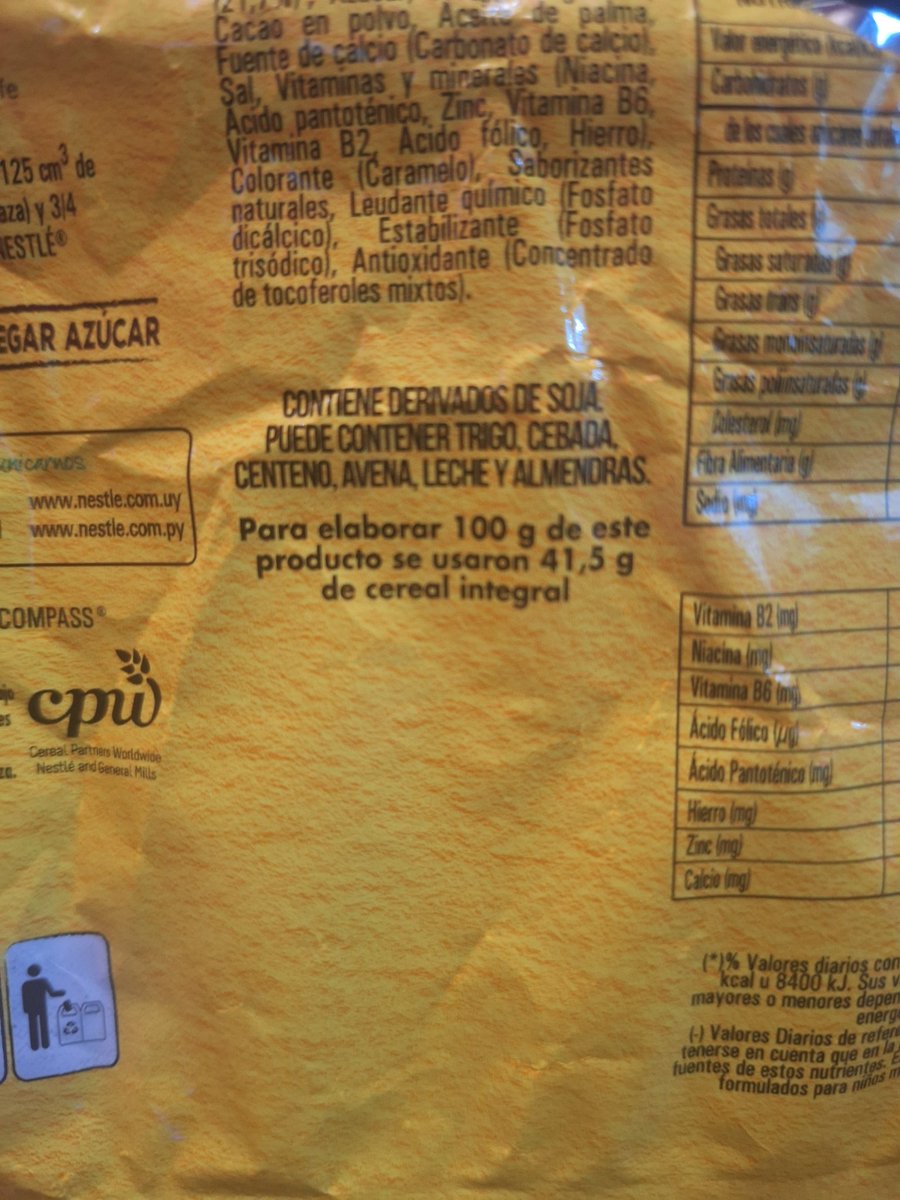 Cacao en polvo, Aceite de palma,
Fuente de calcio (Carbonato de calcio),
Sal, Vitaminas y minerales (Niacina,
Ácido pantoténico, Zinc, Vitamina B6,
Vitamina B2, Ácido fólico, Hierro),
Colorante (Caramelo), Saborizantes
naturales, Leudante químico (Fosfato
dicálcico), Estabilizante (Fosfato
trisódico), Antioxidante (Concentrado
de tocoferoles mixtos).
CONTIENE DERIVADOS DE SOJA.
PUEDE CONTENER TRIGO, CEBADA,
CENTENO, AVENA, LECHE Y ALMENDRAS.
Para elaborar 100 g de este
producto se usaron 41,5 g
de cereal integral
125 cm³ de
y 3/4
NESTLÉ®
AZÚCAR
www.nestle.com.uy
www.nestle.com.py
COMPASS®
cpw
Cereal Partners Worldwide
Nestlé and General Mills
Valor energético
Carbohidratos (g)
de los cuales
Proteínas (g)
Grasas totales
Grasas saturadas (g)
Grasas trans (g)
Grasas monoinsaturadas (g)
Grasas poliinsaturadas (g)
Colesterol (mg)
Fibra Alimentaria (g)
Sodio (mg)
Vitamina B2 (mg)
Niacina (mg)
Vitamina B6 (mg)
Ácido Fólico (µg)
Ácido Pantoténico (mg)
Hierro (mg)
Zinc (mg)
Calcio (mg)
(*)% Valores diarios con
kcal u 8400 kJ. Sus
mayores o menores
(-) Valores Diarios de
tenerse en cuenta que en
fuentes de estos nutrientes.
formulados para niños